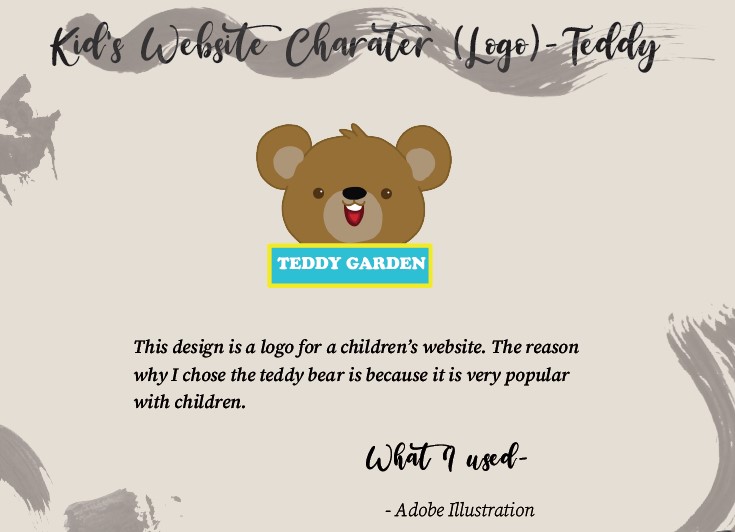 Kid's Website Charater (Logo)-Teddy
TEDDY GARDEN
This design is a logo for a children’s website. The reason
why I chose the teddy bear is because it is very popular
with children.
What I used-
- Adobe Illustration